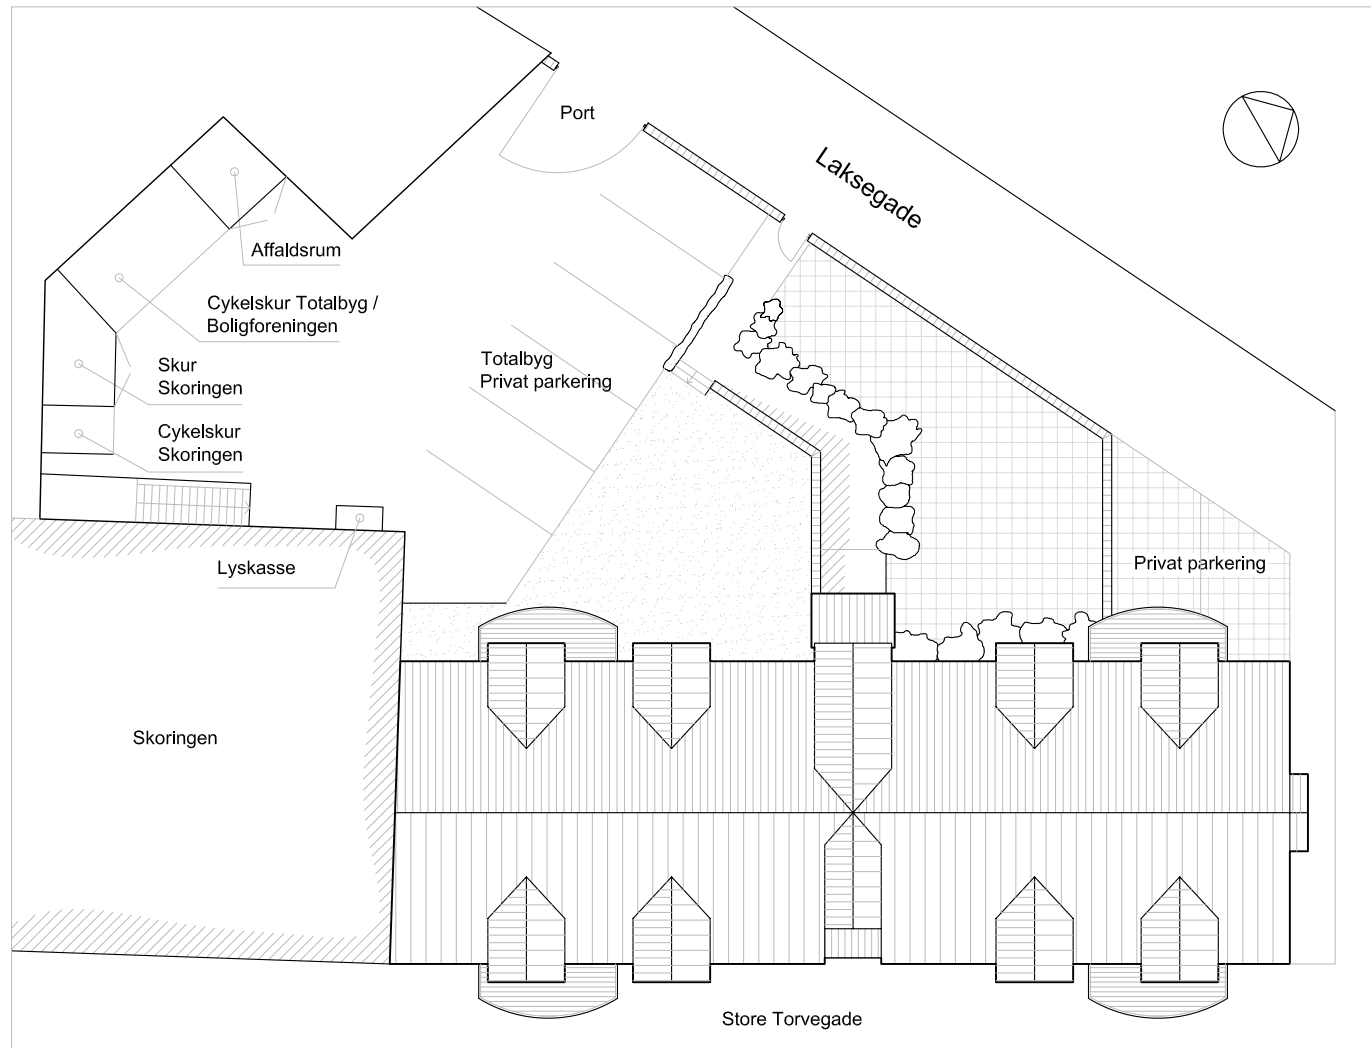 Port
Laksegade
Affaldsrum
Cykelskur Totalbyg /
Boligforeningen
Skur
Skoringen
Totalbyg
Privat parkering
Cykelskur
Skoringen
Lyskasse
Privat parkering
Skoringen
Store Torvegade